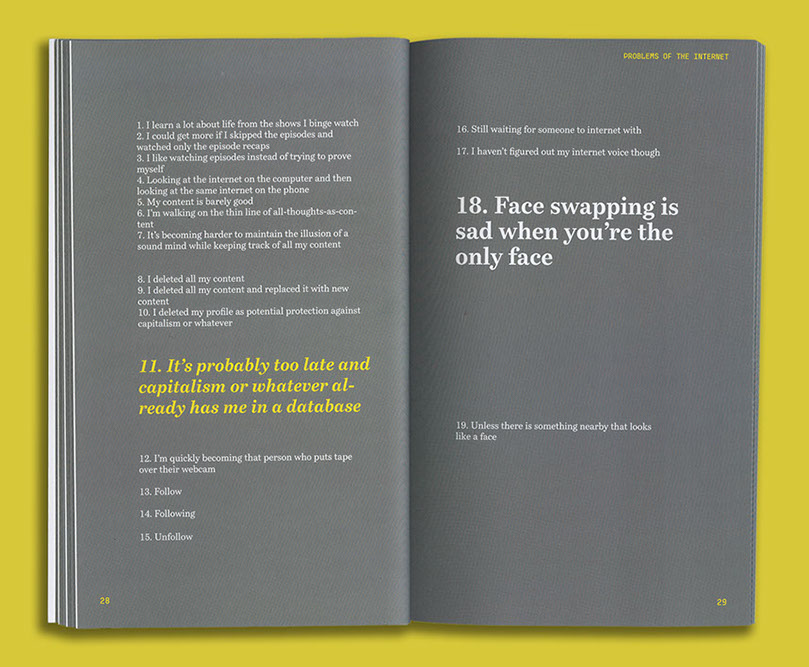 1. I learn a lot about life from the shows I binge watch
2. I could get more if I skipped the episodes and
watched only the episode recaps
3. I like watching episodes instead of trying to prove
myself
4. Looking at the internet on the computer and then
looking at the same internet on the phone
5. My content is barely good
6. I'm walking on the thin line of all-thoughts-as-con-
tent
7. It's becoming harder to maintain the illusion of a
sound mind while keeping track of all my content
8. I deleted all my content
9. I deleted all my content and replaced it with new
content
10. I deleted my profile as potential protection against
capitalism or whatever
11. It's probably too late and
capitalism or whatever al-
ready has me in a database
12. I'm quickly becoming that person who puts tape
over their webcam
13. Follow
14. Following
15. Unfollow
28
PROBLEMS OF THE INTERNET
16. Still waiting for someone to internet with
17. I haven't figured out my internet voice though
18. Face swapping is
sad when you're the
only face
19. Unless there is something nearby that looks
like a face
29